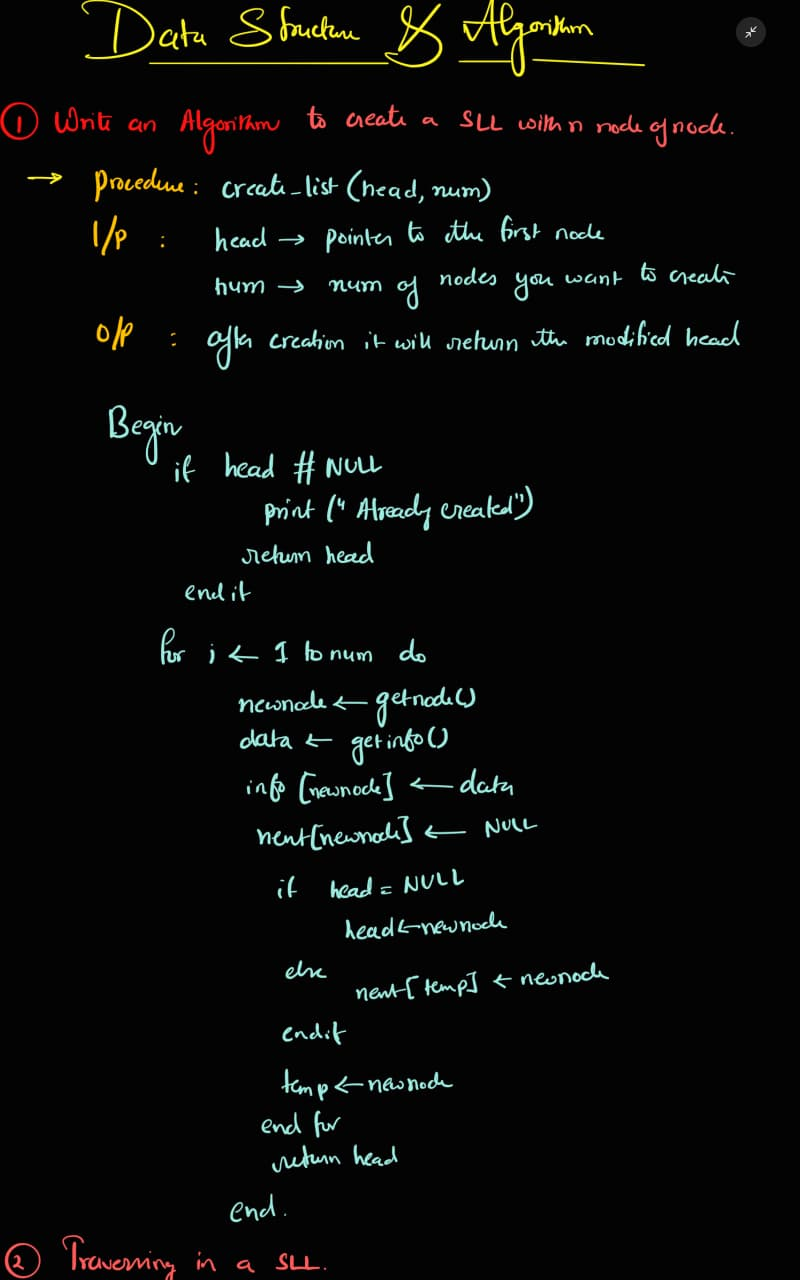 Data Structure & Algorithm
① Write an Algorithm to create a SLL with n node of node.
→ Procedure : create_list (head, num)
I/p : head → pointer to the first node
num → num of nodes you want to create
O/P : after creation it will return the modified head
Begin
if head ≠ NULL
print (" Already created")
return head
endif
for i ← 1 to num do
newnode ← getnode()
data ← getinfo()
info [newnode] ← data
next[newnode] ← NULL
if head = NULL
head ← newnode
else
next[temp] ← newnode
endif
temp ← newnode
end for
return head
end.
② Traversing in a SLL.